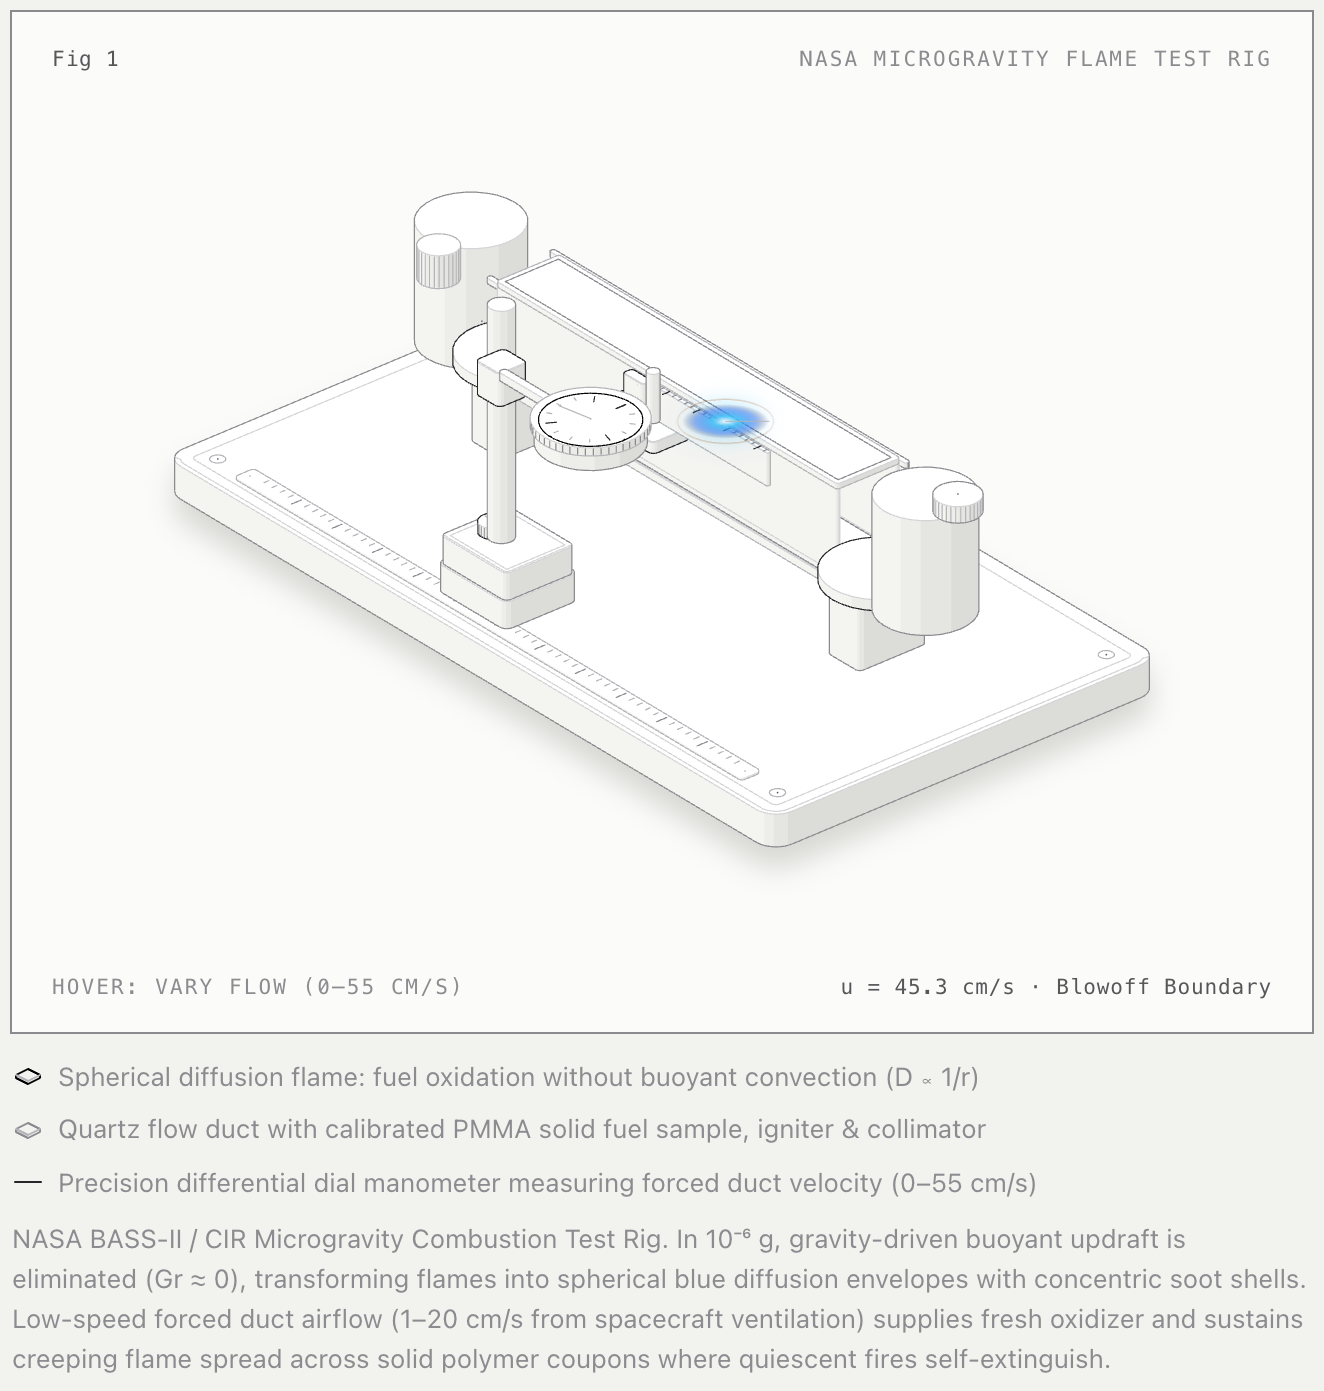 Fig 1
NASA MICROGRAVITY FLAME TEST RIG
HOVER: VARY FLOW (0–55 CM/S)
u = 45.3 cm/s · Blowoff Boundary
Spherical diffusion flame: fuel oxidation without buoyant convection (D ∝ 1/r)
Quartz flow duct with calibrated PMMA solid fuel sample, igniter & collimator
Precision differential dial manometer measuring forced duct velocity (0–55 cm/s)
NASA BASS-II / CIR Microgravity Combustion Test Rig. In 10⁻⁶ g, gravity-driven buoyant updraft is
eliminated (Gr ≈ 0), transforming flames into spherical blue diffusion envelopes with concentric soot shells.
Low-speed forced duct airflow (1–20 cm/s from spacecraft ventilation) supplies fresh oxidizer and sustains
creeping flame spread across solid polymer coupons where quiescent fires self-extinguish.